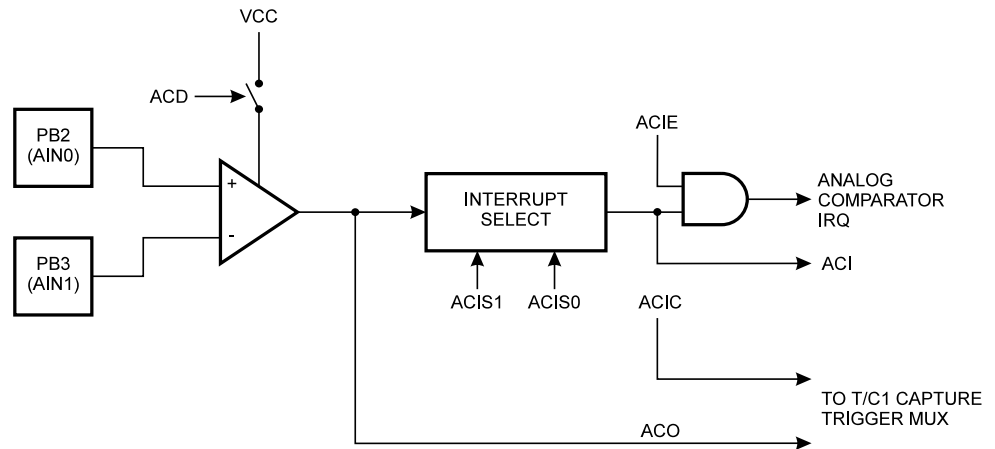 VCC
ACD
PB2
(AIN0)
+
-
PB3
(AIN1)
INTERRUPT
SELECT
ACIS1
ACIS0
ACIE
ANALOG
COMPARATOR
IRQ
ACI
ACIC
TO T/C1 CAPTURE
TRIGGER MUX
ACO